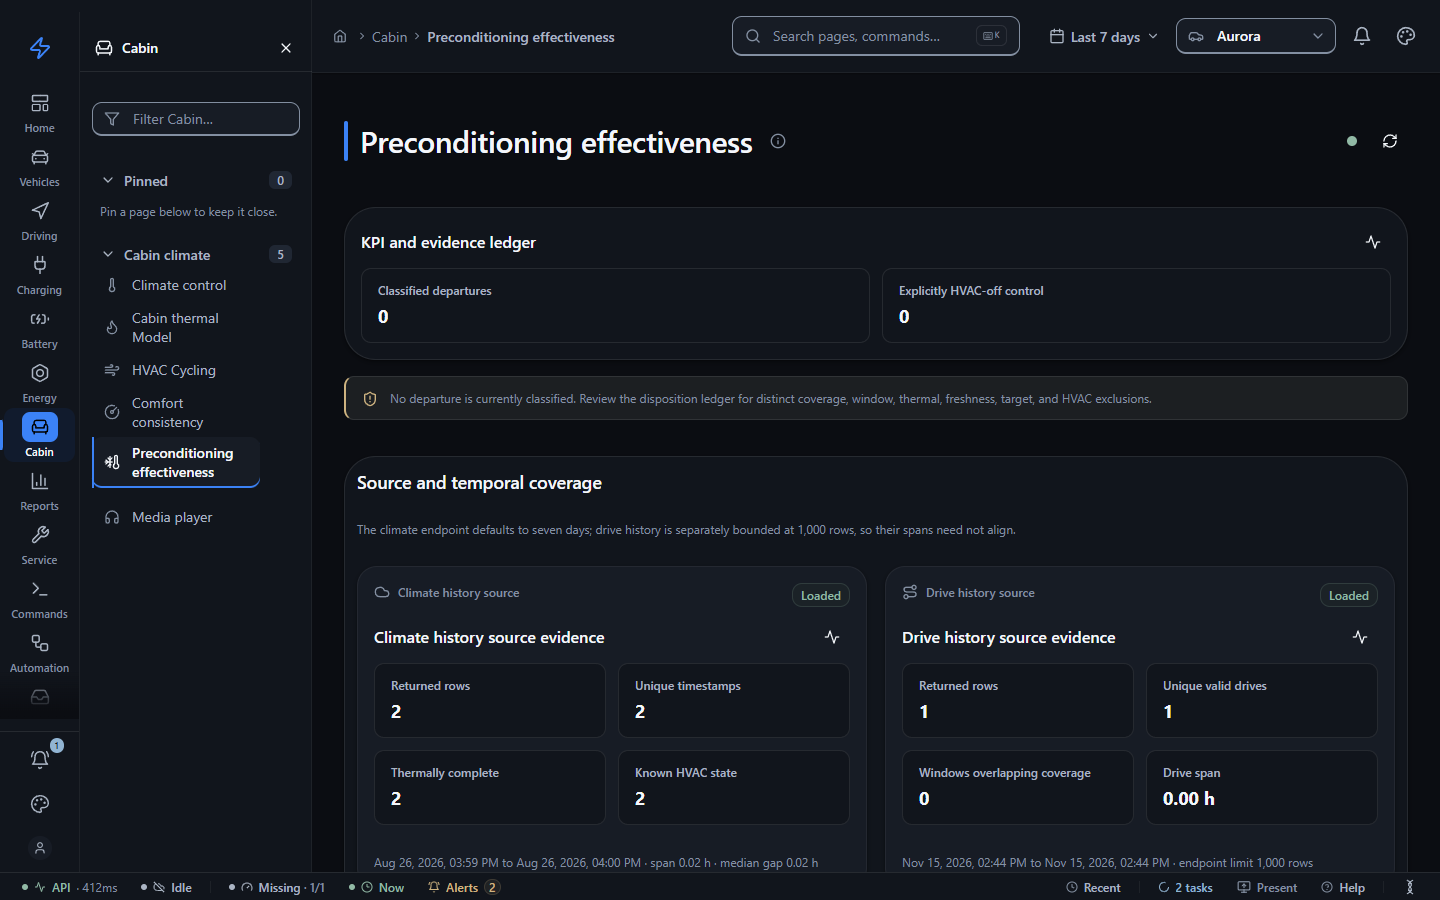 Cabin
Cabin
Preconditioning effectiveness
Search pages, commands...
K
Last 7 days
Aurora
Home
Vehicles
Driving
Charging
Battery
Energy
Cabin
Reports
Service
Commands
Automation
1
Filter Cabin...
Pinned
0
Pin a page below to keep it close.
Cabin climate
5
Climate control
Cabin thermal
Model
HVAC Cycling
Comfort
consistency
Preconditioning
effectiveness
Media player
Preconditioning effectiveness
KPI and evidence ledger
Classified departures
0
Explicitly HVAC-off control
0
No departure is currently classified. Review the disposition ledger for distinct coverage, window, thermal, freshness, target, and HVAC exclusions.
Source and temporal coverage
The climate endpoint defaults to seven days; drive history is separately bounded at 1,000 rows, so their spans need not align.
Climate history source
Loaded
Climate history source evidence
Returned rows
2
Unique timestamps
2
Thermally complete
2
Known HVAC state
2
Aug 26, 2026, 03:59 PM to Aug 26, 2026, 04:00 PM · span 0.02 h · median gap 0.02 h
Drive history source
Loaded
Drive history source evidence
Returned rows
1
Unique valid drives
1
Windows overlapping coverage
0
Drive span
0.00 h
Nov 15, 2026, 02:44 PM to Nov 15, 2026, 02:44 PM · endpoint limit 1,000 rows
API · 412ms
Idle
Missing · 1/1
Now
Alerts 2
Recent
2 tasks
Present
Help